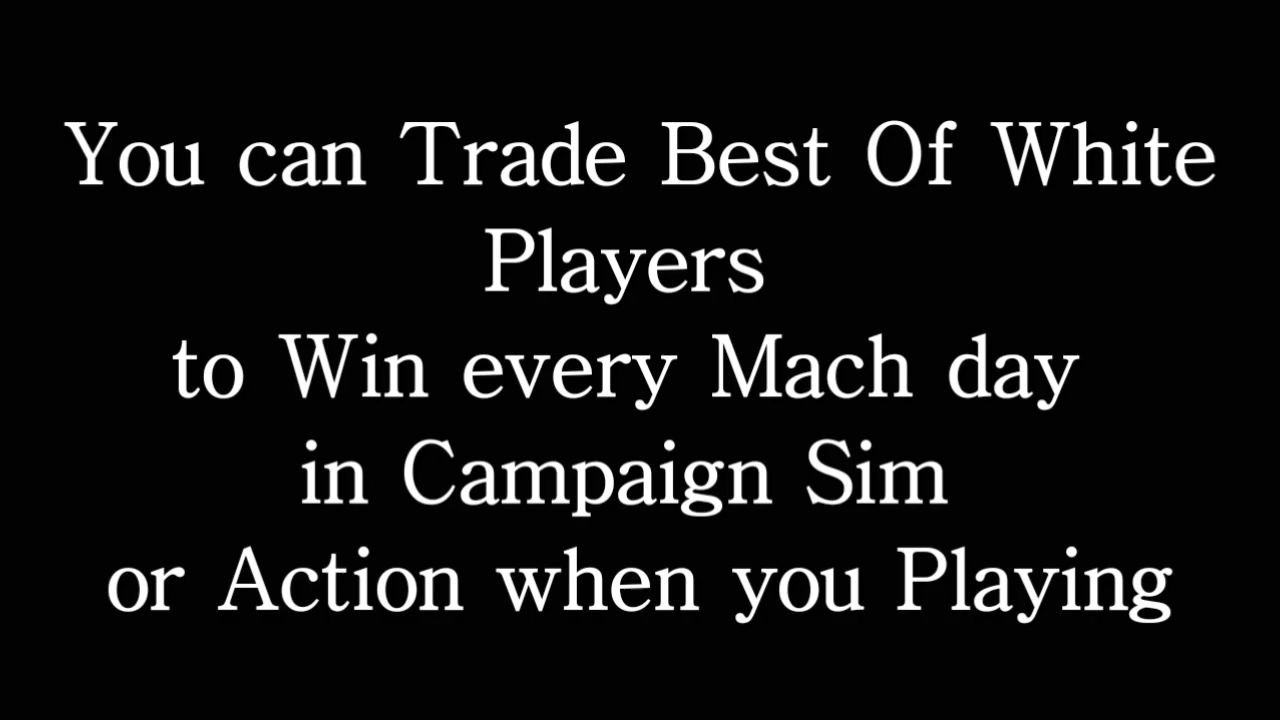 You can Trade Best Of White
Players
to Win every Mach day
in Campaign Sim
or Action when you Playing